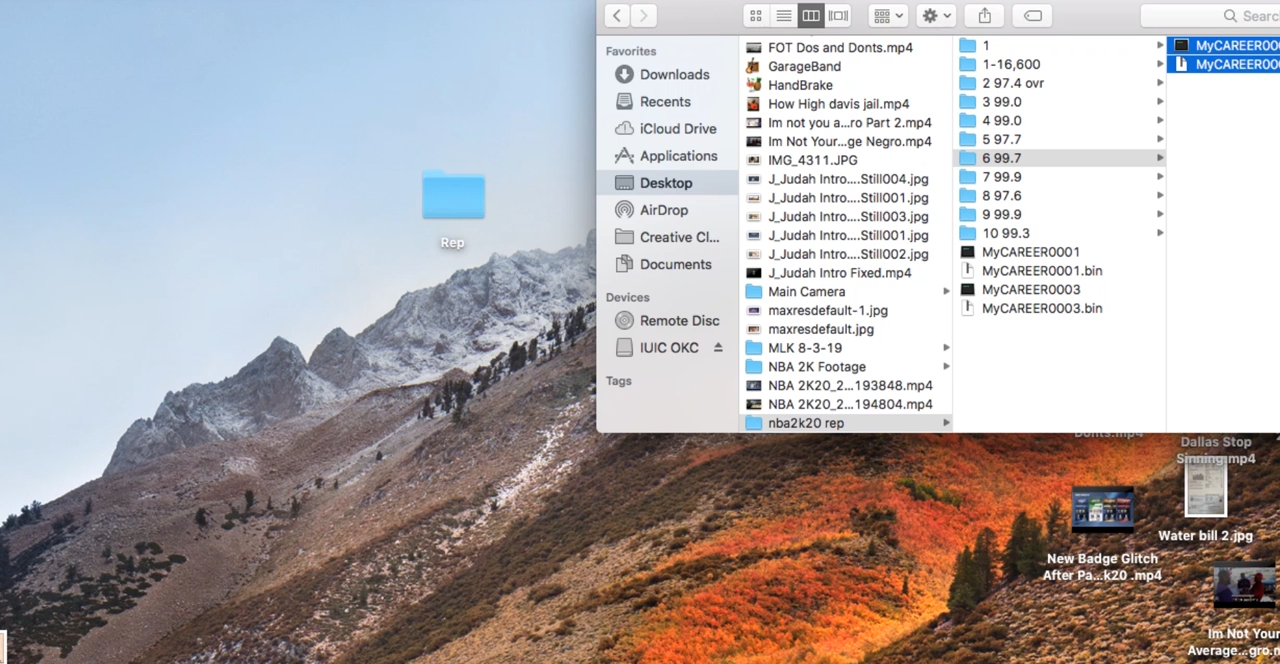 Searc
Favorites
Downloads
Recents
iCloud Drive
Applications
Desktop
AirDrop
Creative Cl...
Documents
Devices
Remote Disc
IUIC OKC
Tags
FOT Dos and Donts.mp4
GarageBand
HandBrake
How High davis jail.mp4
Im not you a...ro Part 2.mp4
Im Not Your...ge Negro.mp4
IMG_4311.JPG
J_Judah Intro....Still004.jpg
J_Judah Intro....Still001.jpg
J_Judah Intro....Still003.jpg
J_Judah Intro....Still001.jpg
J_Judah Intro....Still002.jpg
J_Judah Intro Fixed.mp4
Main Camera
maxresdefault-1.jpg
maxresdefault.jpg
MLK 8-3-19
NBA 2K Footage
NBA 2K20_2...193848.mp4
NBA 2K20_2...194804.mp4
nba2k20 rep
1
1-16,600
2 97.4 ovr
3 99.0
4 99.0
5 97.7
6 99.7
7 99.9
8 97.6
9 99.9
10 99.3
MyCAREER0001
MyCAREER0001.bin
MyCAREER0003
MyCAREER0003.bin
MyCAREER000
MyCAREER000
Rep
Donts.mp4
Dallas Stop
Sinning.mp4
Water bill 2.jpg
New Badge Glitch
After Pa...k20 .mp4
Im Not Your
Average...gro.m